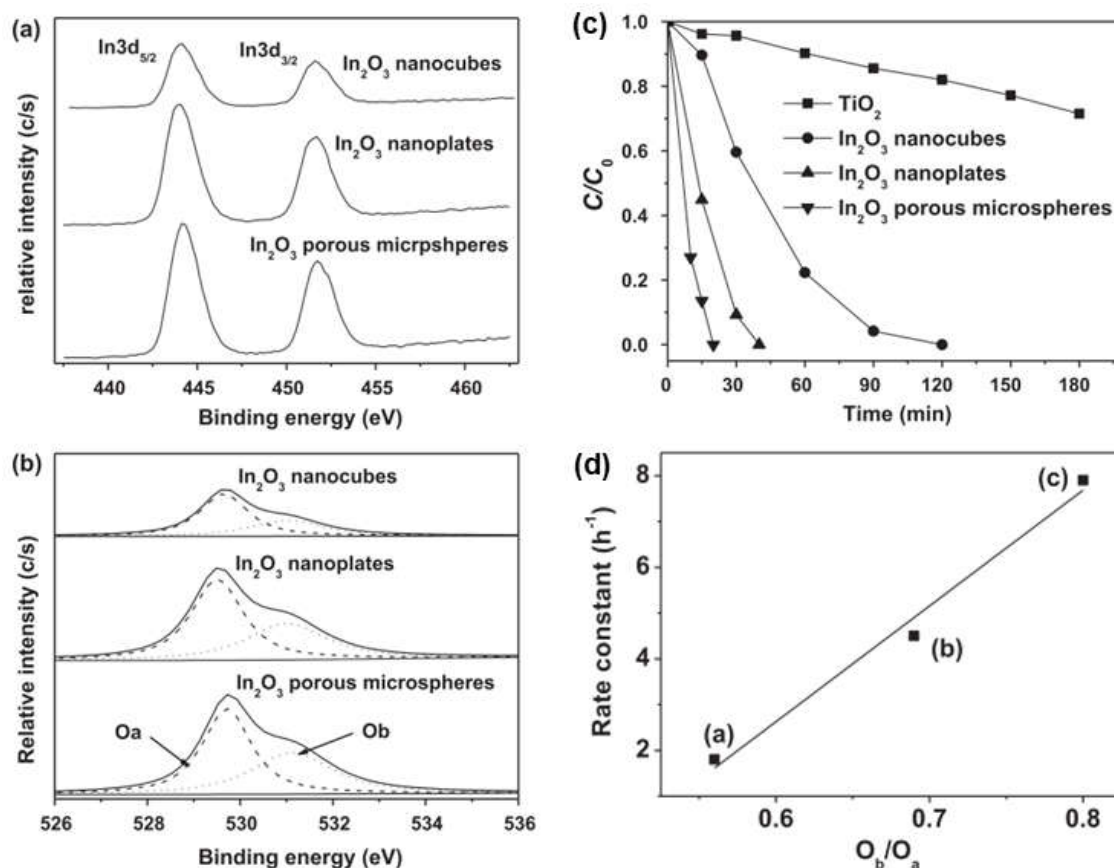 (a)
In3d5/2
In3d3/2
In2O3 nanocubes
In2O3 nanoplates
In2O3 porous micrpshperes
relative intensity (c/s)
440 445 450 455 460
Binding energy (eV)
(b)
In2O3 nanocubes
In2O3 nanoplates
In2O3 porous microspheres
Oa
Ob
Relative intensity (c/s)
526 528 530 532 534 536
Binding energy (eV)
(c)
1.0
0.8
0.6
0.4
0.2
0.0
C/C0
TiO2
In2O3 nanocubes
In2O3 nanoplates
In2O3 porous microspheres
0 30 60 90 120 150 180
Time (min)
(d)
8
6
4
2
Rate constant (h-1)
(a)
(b)
(c)
0.6 0.7 0.8
Ob/Oa